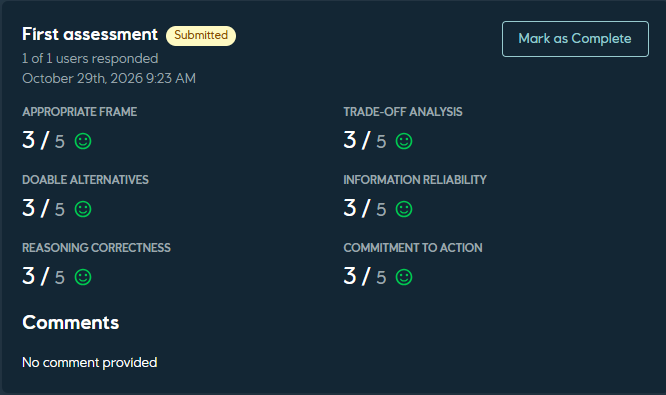 First assessment Submitted
Mark as Complete
1 of 1 users responded
October 29th, 2026 9:23 AM
APPROPRIATE FRAME
3 / 5
TRADE-OFF ANALYSIS
3 / 5
DOABLE ALTERNATIVES
3 / 5
INFORMATION RELIABILITY
3 / 5
REASONING CORRECTNESS
3 / 5
COMMITMENT TO ACTION
3 / 5
Comments
No comment provided